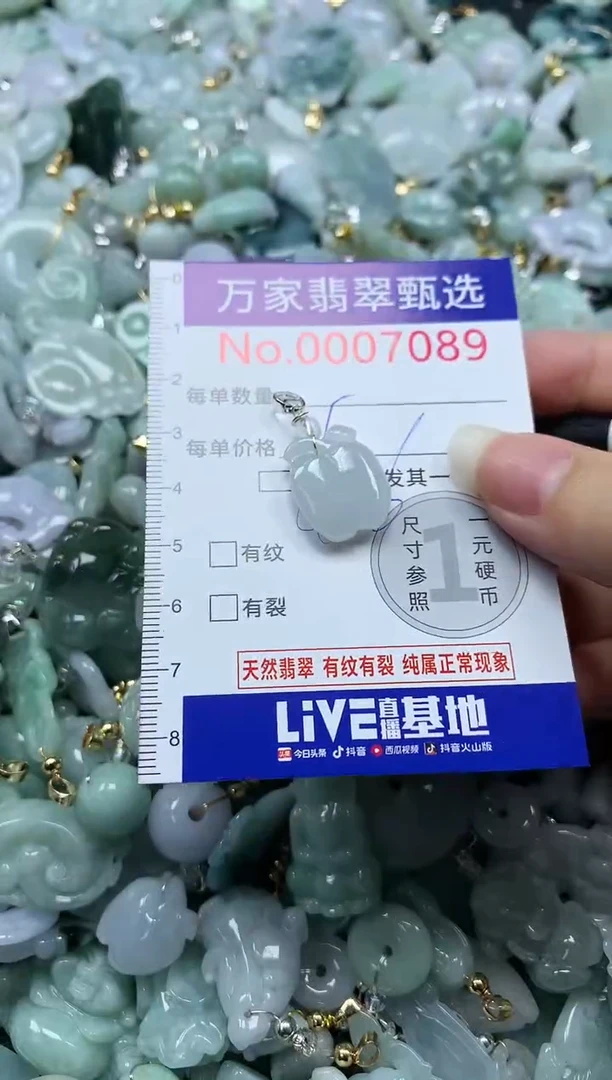 万家翡翠甄选
No.0007089
每单数量
每单价格
发其一
有纹
有裂
尺寸参照
1
一元硬币
天然翡翠 有纹有裂 纯属正常现象
LiVE直播基地
今日头条 抖音 西瓜视频 抖音火山版
0
1
2
3
4
5
6
7
8